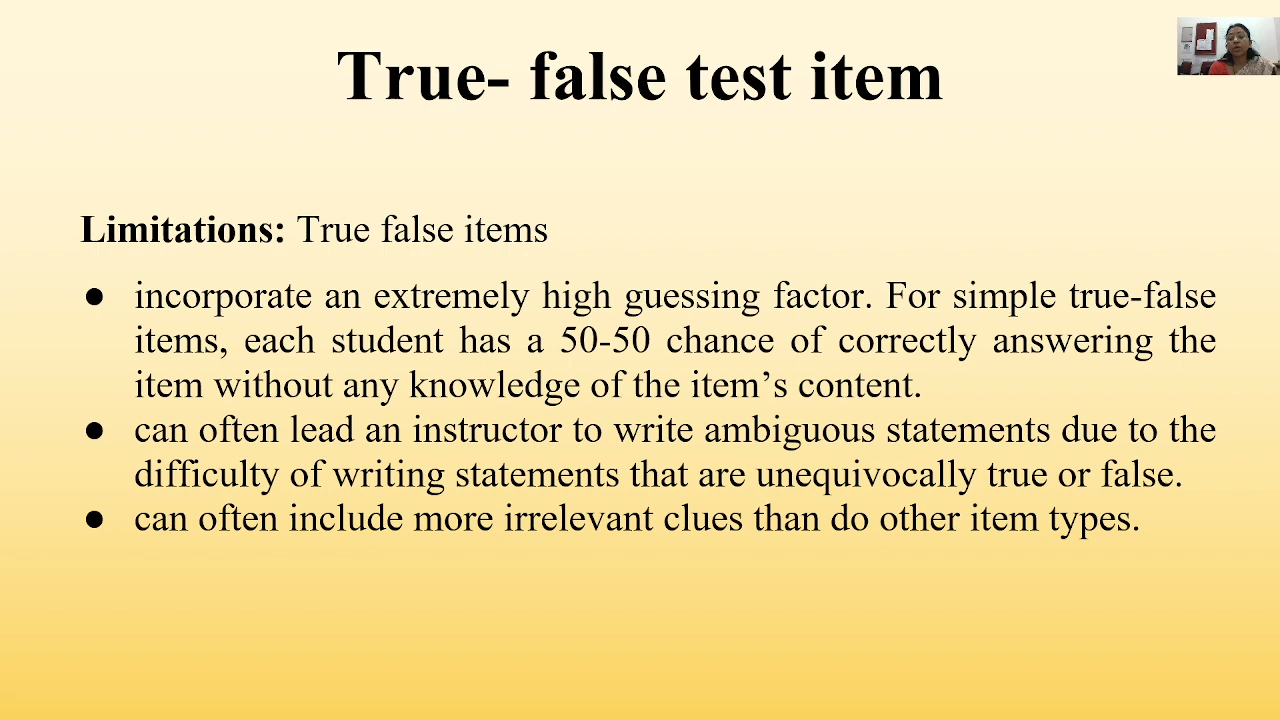 True- false test item
Limitations: True false items
● incorporate an extremely high guessing factor. For simple true-false
items, each student has a 50-50 chance of correctly answering the
item without any knowledge of the item’s content.
● can often lead an instructor to write ambiguous statements due to the
difficulty of writing statements that are unequivocally true or false.
● can often include more irrelevant clues than do other item types.